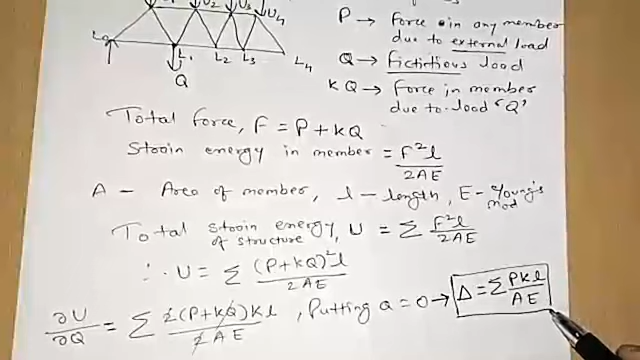 U2 U3 U4
L0 L1 L2 L3 L4
Q
P → Force in any member
due to external load
Q → Fictitious load
KQ → Force in member
due to load 'Q'
Total force, F = P + kQ
Strain energy in member = F²l / 2AE
A - Area of member, l - length, E - Young's mod
Total strain energy of structure, U = Σ F²l / 2AE
∴ U = Σ (P+kQ)²l / 2AE
∂U/∂Q = Σ 2(P+kQ)kl / 2AE , Putting Q = 0 → Δ = Σ Pkl / AE